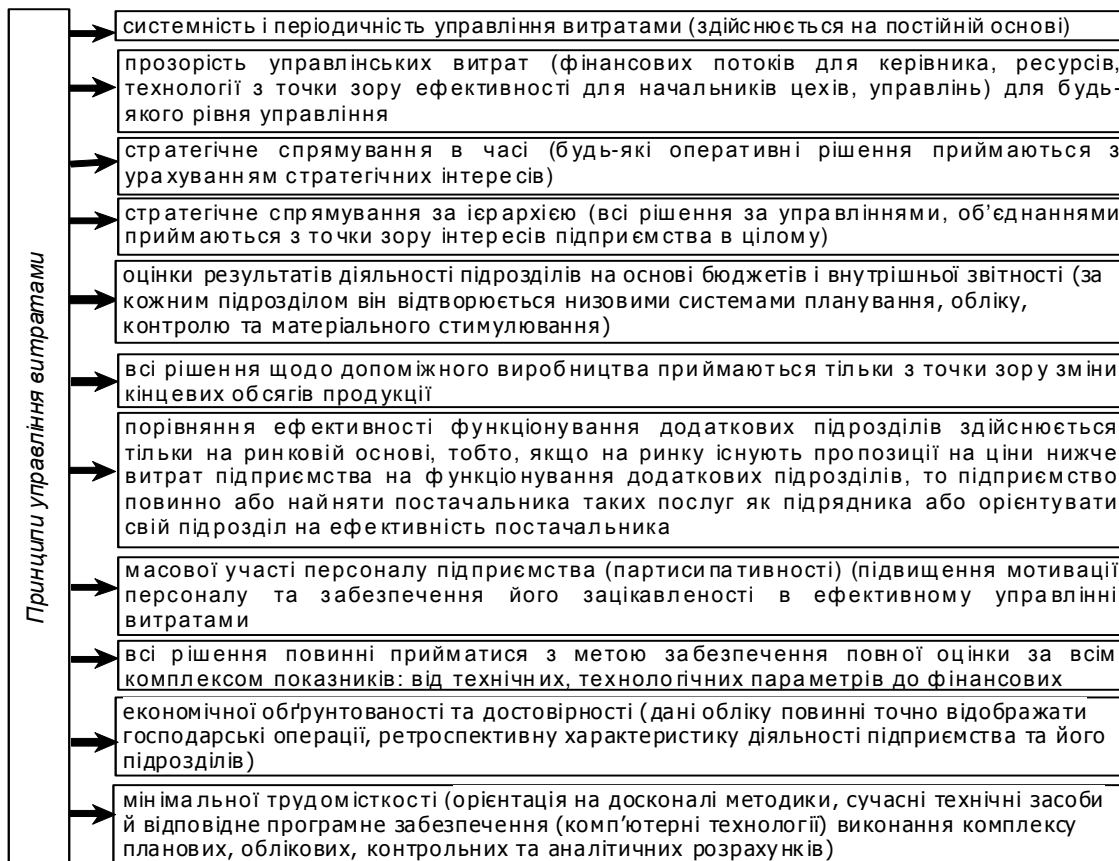 Принципи управління витратами
системність і періодичність управління витратами (здійснюється на постійній основі)
прозорість управлінських витрат (фінансових потоків для керівника, ресурсів,
технології з точки зору ефективності для начальників цехів, управлінь) для будь-
якого рівня управління
стратегічне спрямування в часі (будь-які оперативні рішення приймаються з
урахуванням стратегічних інтересів)
стратегічне спрямування за ієрархією (всі рішення за управліннями, об’єднаннями
приймаються з точки зору інтересів підприємства в цілому)
оцінки результатів діяльності підрозділів на основі бюджетів і внутрішньої звітності (за
кожним підрозділом він відтворюється низовими системами планування, обліку,
контролю та матеріального стимулювання)
всі рішення щодо допоміжного виробництва приймаються тільки з точки зору зміни
кінцевих обсягів продукції
порівняння ефективності функціонування додаткових підрозділів здійснюється
тільки на ринковій основі, тобто, якщо на ринку існують пропозиції на ціни нижче
витрат підприємства на функціонування додаткових підрозділів, то підприємство
повинно або найняти постачальника таких послуг як підрядника або орієнтувати
свій підрозділ на ефективність постачальника
масової участі персоналу підприємства (партисипативності) (підвищення мотивації
персоналу та забезпечення його зацікавленості в ефективному управлінні
витратами
всі рішення повинні прийматися з метою забезпечення повної оцінки за всім
комплексом показників: від технічних, технологічних параметрів до фінансових
економічної обґрунтованості та достовірності (дані обліку повинні точно відображати
господарські операції, ретроспективну характеристику діяльності підприємства та його
підрозділів)
мінімальної трудомісткості (орієнтація на досконалі методики, сучасні технічні засоби
й відповідне програмне забезпечення (комп’ютерні технології) виконання комплексу
планових, облікових, контрольних та аналітичних розрахунків)